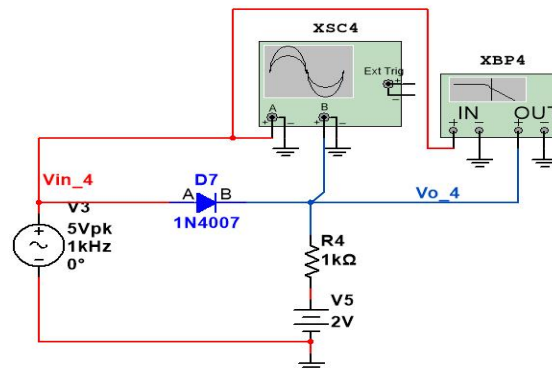 XSC4
XBP4
Ext Trig
+
−
A
B
+
−
+
−
IN
OUT
+
−
+
−
Vin_4
D7
A
B
1N4007
Vo_4
V3
+
−
5Vpk
1kHz
0°
R4
1kΩ
V5
2V